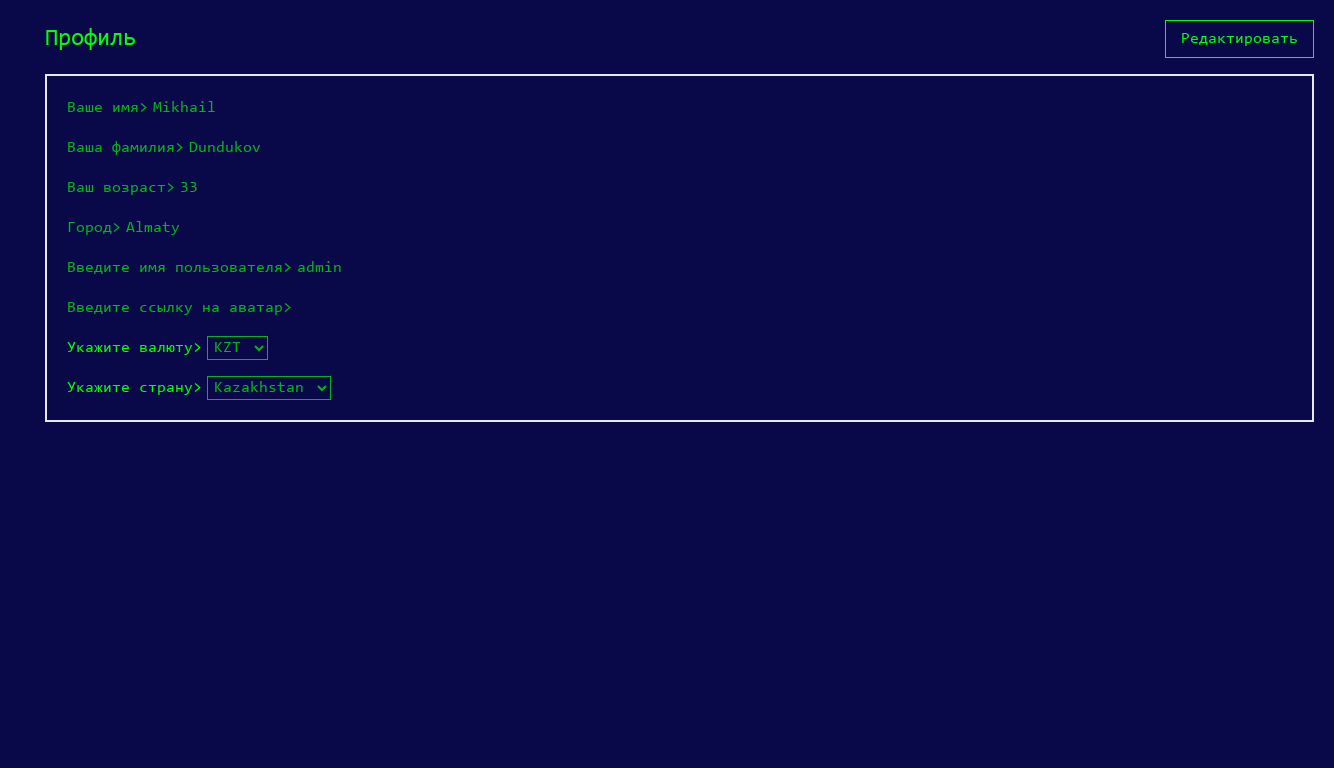 Профиль
Редактировать
Ваше имя> Mikhail
Ваша фамилия> Dundukov
Ваш возраст> 33
Город> Almaty
Введите имя пользователя> admin
Введите ссылку на аватар>
Укажите валюту> KZT
Укажите страну> Kazakhstan